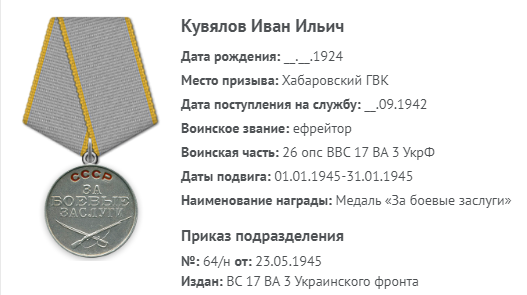 Кувялов Иван Ильич
Дата рождения: __.__.1924
Место призыва: Хабаровский ГВК
Дата поступления на службу: __.09.1942
Воинское звание: ефрейтор
Воинская часть: 26 опс ВВС 17 ВА 3 УкрФ
Даты подвига: 01.01.1945-31.01.1945
Наименование награды: Медаль «За боевые заслуги»
Приказ подразделения
№: 64/н от: 23.05.1945
Издан: ВС 17 ВА 3 Украинского фронта
СССР
ЗА
БОЕВЫЕ
ЗАСЛУГИ